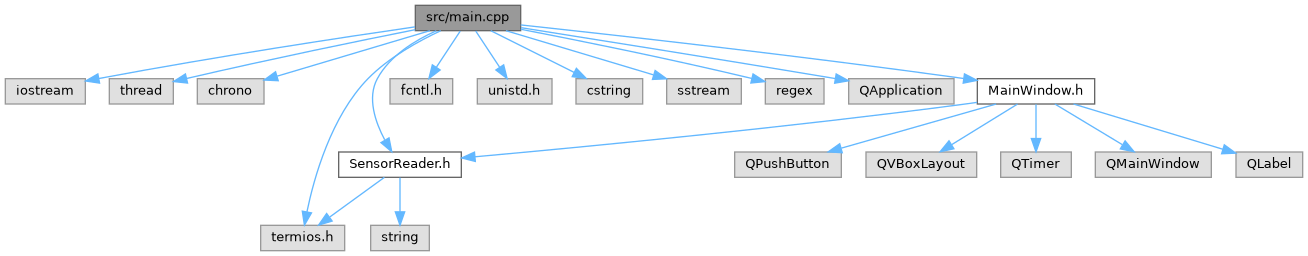 src/main.cpp
iostream
thread
chrono
fcntl.h
unistd.h
cstring
sstream
regex
QApplication
MainWindow.h
SensorReader.h
QPushButton
QVBoxLayout
QTimer
QMainWindow
QLabel
termios.h
string